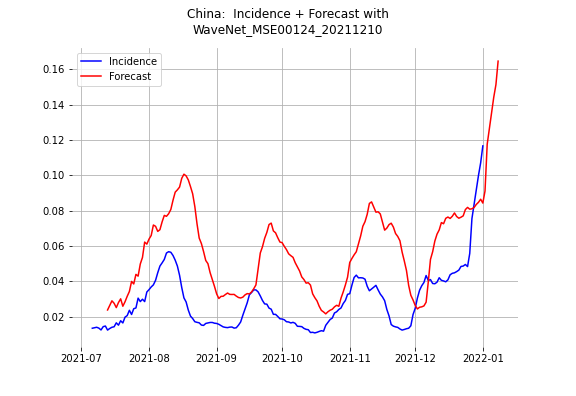 China:  Incidence + Forecast with
WaveNet_MSE00124_20211210
Incidence
Forecast
0.16
0.14
0.12
0.10
0.08
0.06
0.04
0.02
2021-07 2021-08 2021-09 2021-10 2021-11 2021-12 2022-01